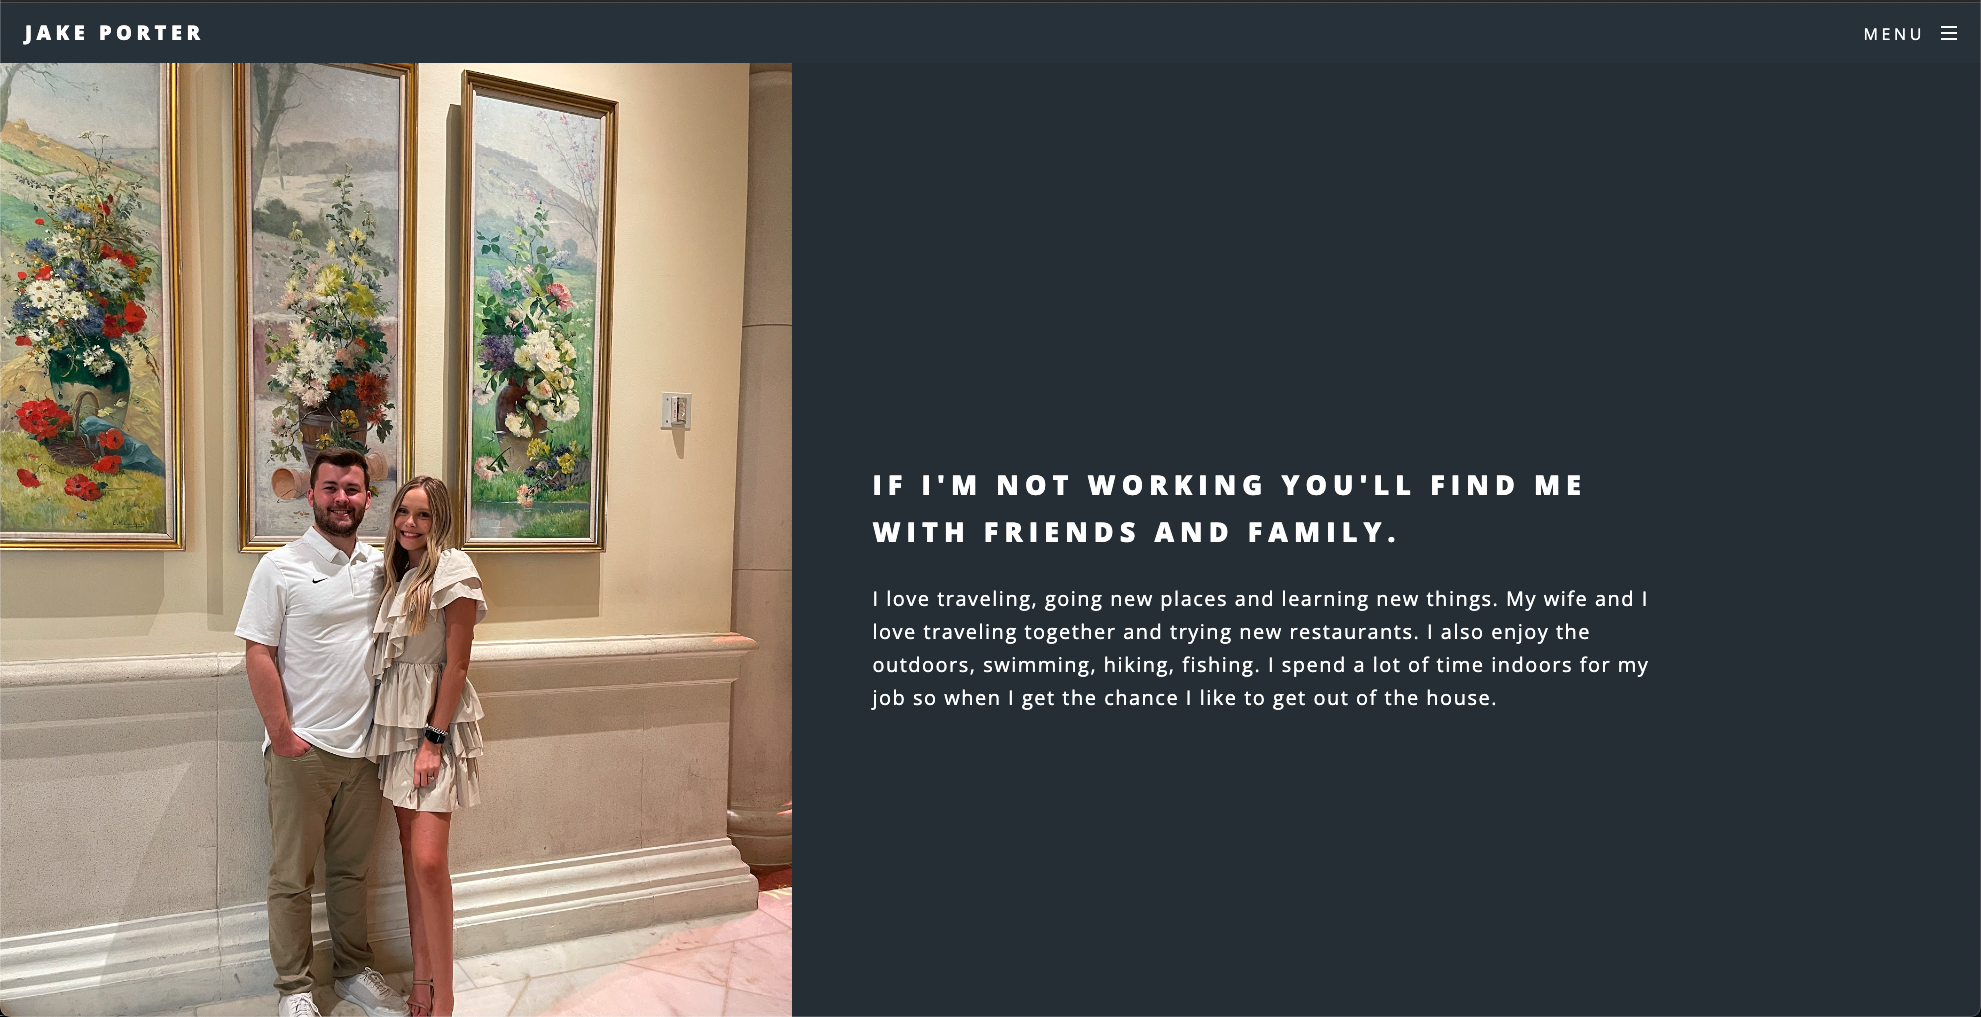 JAKE PORTER
MENU
IF I'M NOT WORKING YOU'LL FIND ME
WITH FRIENDS AND FAMILY.
I love traveling, going new places and learning new things. My wife and I
love traveling together and trying new restaurants. I also enjoy the
outdoors, swimming, hiking, fishing. I spend a lot of time indoors for my
job so when I get the chance I like to get out of the house.